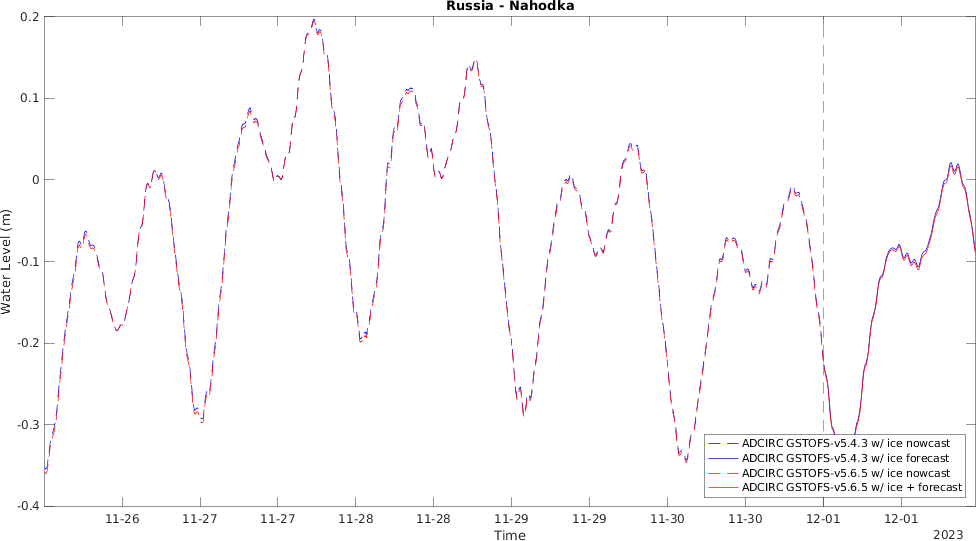 Russia - Nahodka
0.2
0.1
0
-0.1
-0.2
-0.3
-0.4
Water Level (m)
11-26
11-27
11-27
11-28
11-28
11-29
11-29
11-30
11-30
12-01
12-01
Time
2023
ADCIRC GSTOFS-v5.4.3 w/ ice nowcast
ADCIRC GSTOFS-v5.4.3 w/ ice forecast
ADCIRC GSTOFS-v5.6.5 w/ ice nowcast
ADCIRC GSTOFS-v5.6.5 w/ ice + forecast